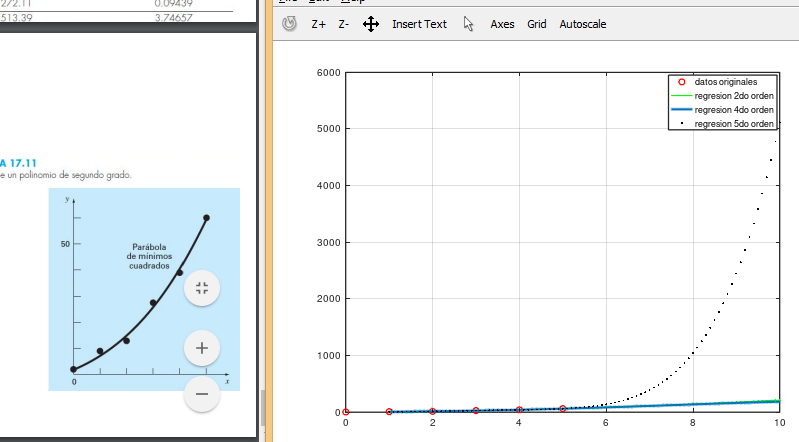 272.11 0.09439
513.39 3.74657
A 17.11
e un polinomio de segundo grado.
y
50
Parábola
de mínimos
cuadrados
0
x
Z+ Z- Insert Text Axes Grid Autoscale
6000
5000
4000
3000
2000
1000
0
0 2 4 6 8 10
datos originales
regresion 2do orden
regresion 4do orden
regresion 5do orden